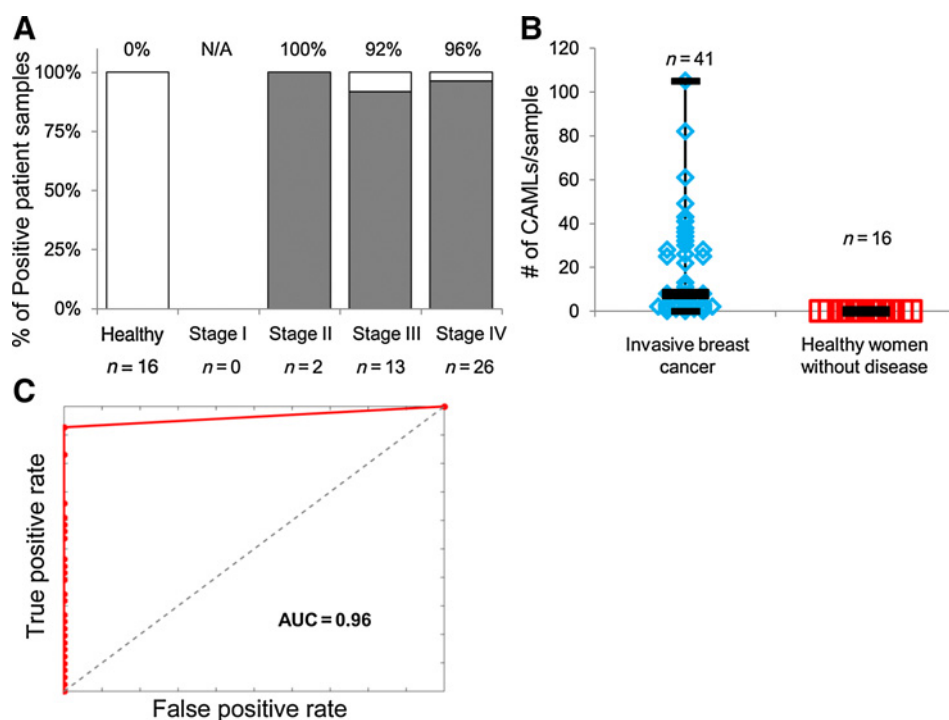 A
0% N/A 100% 92% 96%
% of Positive patient samples
100%
75%
50%
25%
0%
Healthy Stage I Stage II Stage III Stage IV
n = 16 n = 0 n = 2 n = 13 n = 26
B
# of CAMLs/sample
120
100
80
60
40
20
0
n = 41
n = 16
Invasive breast
cancer
Healthy women
without disease
C
True positive rate
AUC = 0.96
False positive rate